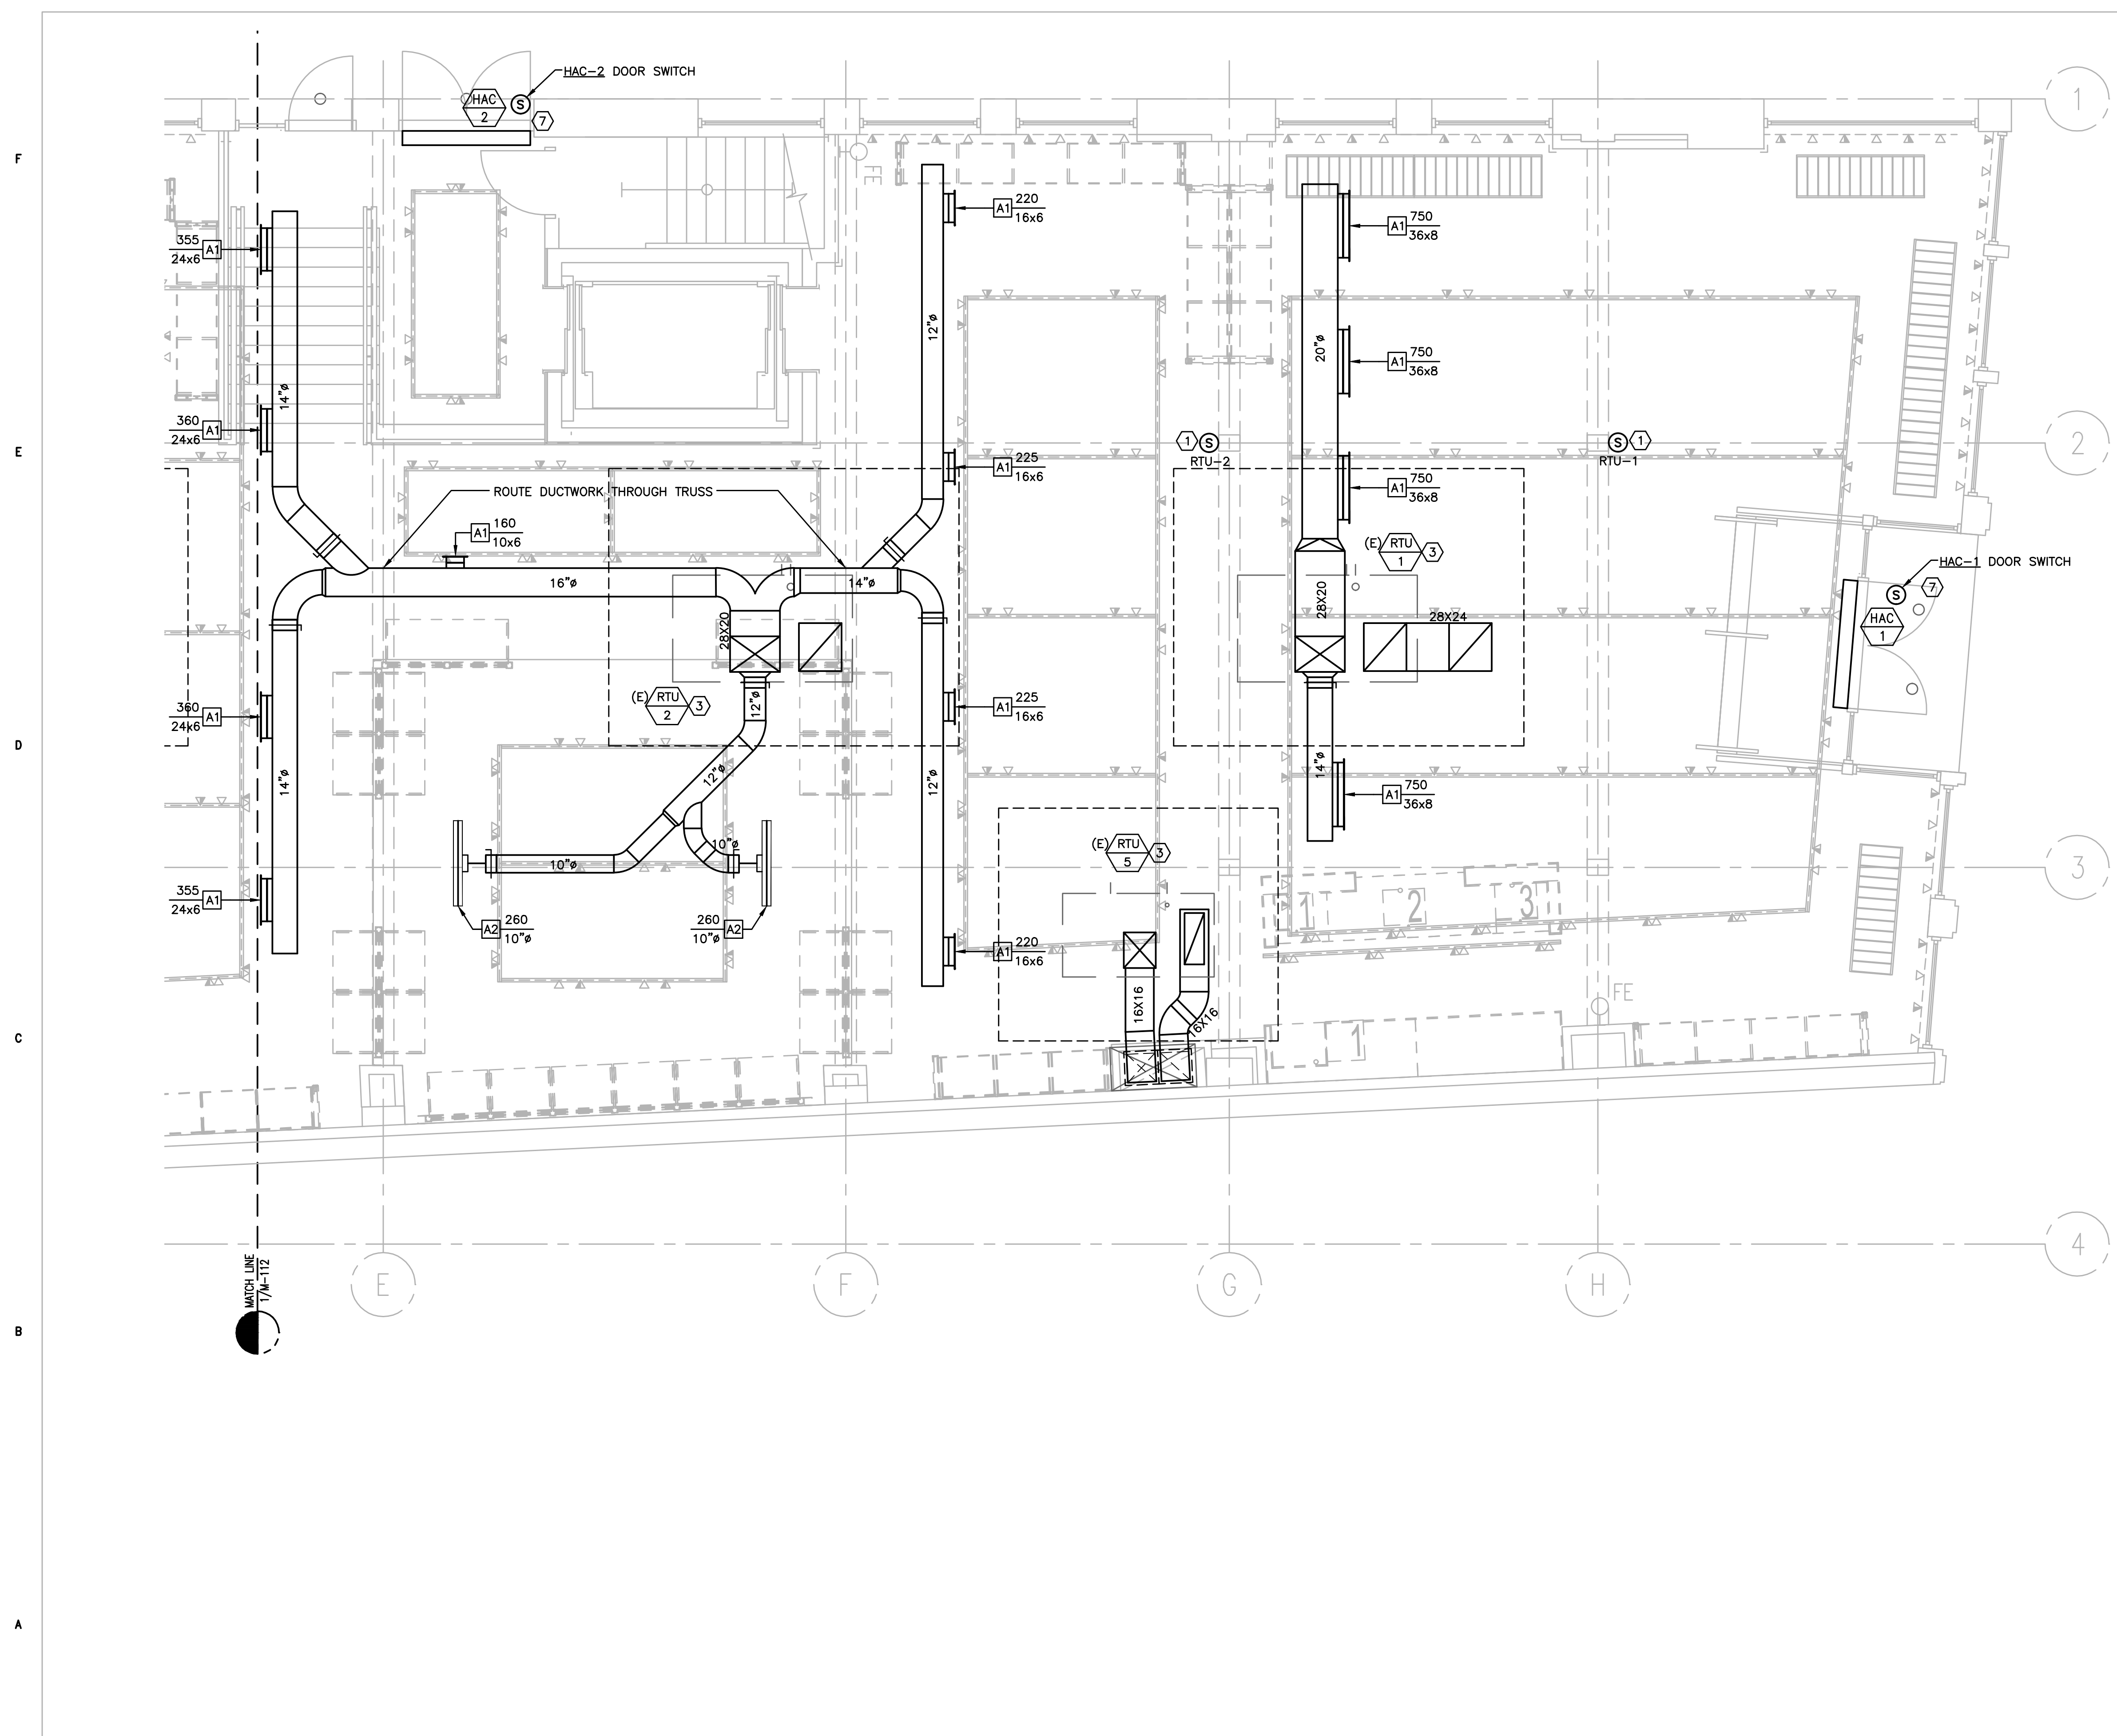 HAC-2 DOOR SWITCH
HAC
2
S
7
1
F
FE
220
A1
16x6
750
A1
36x8
355
A1
24x6
12"ø
20"ø
750
A1
36x8
14"ø
360
A1
24x6
1
S
RTU-2
S
1
RTU-1
2
E
225
A1
16x6
750
A1
36x8
ROUTE DUCTWORK THROUGH TRUSS
160
A1
10x6
(E)
RTU
1
3
HAC-1 DOOR SWITCH
S
7
HAC
1
16"ø
14"ø
28X20
28X20
28X24
(E)
RTU
2
3
12"ø
360
A1
24x6
225
A1
16x6
D
14"ø
12"ø
12"ø
14"ø
750
A1
36x8
10"ø
10"ø
(E)
RTU
5
3
3
355
A1
24x6
260
A2
10"ø
260
A2
10"ø
220
A1
16x6
1
2
3
16X16
16X16
FE
1
C
4
MATCH LINE
1/M-112
E
F
G
H
B
A